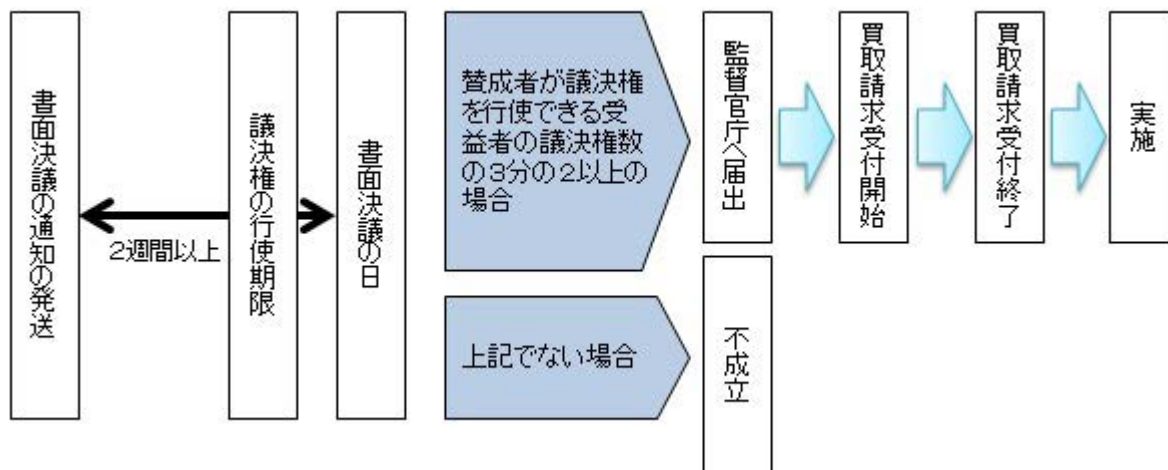 書面決議の通知の発送
2週間以上
議決権の行使期限
書面決議の日
賛成者が議決権
を行使できる受
益者の議決権数
の3分の2以上の
場合
上記でない場合
監督官庁へ届出
不成立
買取請求受付開始
買取請求受付終了
実施